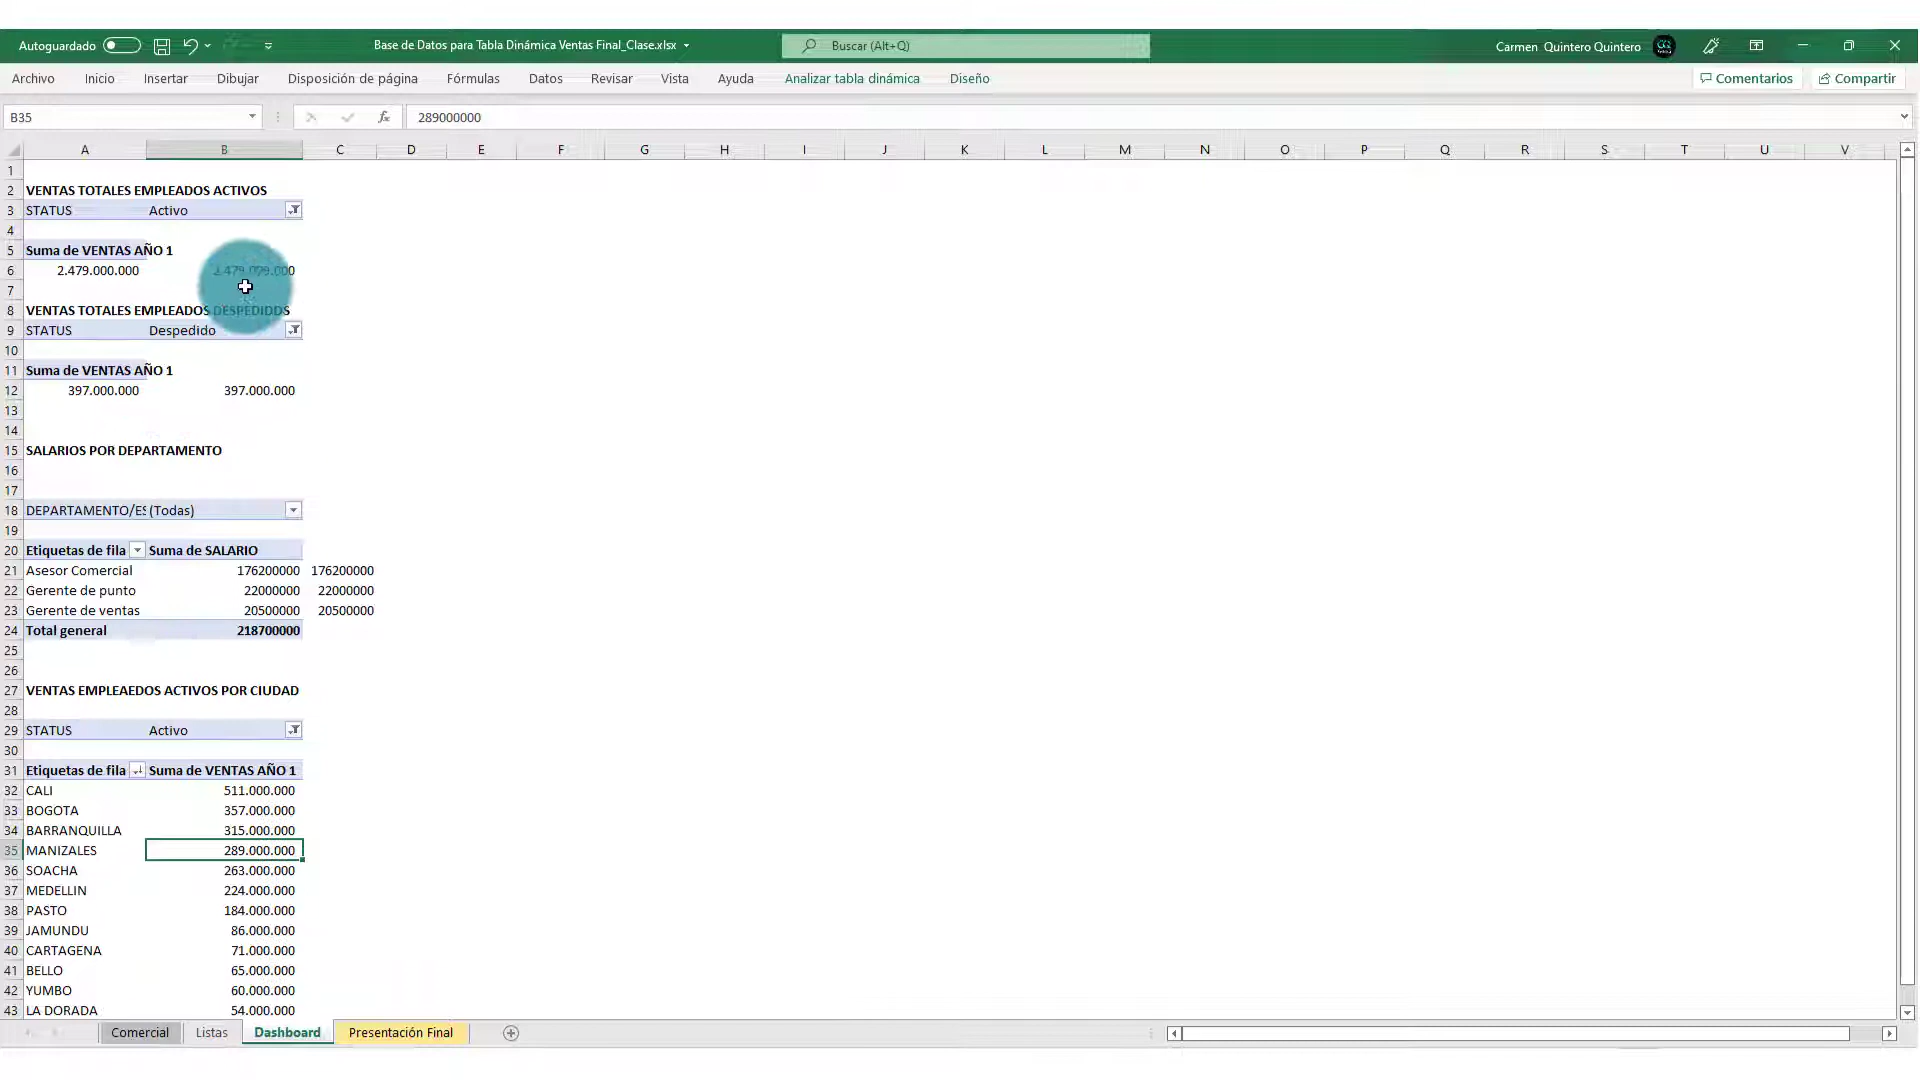 Autoguardado
Base de Datos para Tabla Dinámica Ventas Final_Clase.xlsx
Buscar (Alt+Q)
Carmen Quintero Quintero
Archivo Inicio Insertar Dibujar Disposición de página Fórmulas Datos Revisar Vista Ayuda Analizar tabla dinámica Diseño
Comentarios Compartir
B35 fx 289000000
A B C D E F G H I J K L M N O P Q R S T U V
1
2 VENTAS TOTALES EMPLEADOS ACTIVOS
3 STATUS Activo
4
5 Suma de VENTAS AÑO 1
6 2.479.000.000 2.479.000.000
7
8 VENTAS TOTALES EMPLEADOS DESPEDIDDS
9 STATUS Despedido
10
11 Suma de VENTAS AÑO 1
12 397.000.000 397.000.000
13
14
15 SALARIOS POR DEPARTAMENTO
16
17
18 DEPARTAMENTO/ES (Todas)
19
20 Etiquetas de fila Suma de SALARIO
21 Asesor Comercial 176200000 176200000
22 Gerente de punto 22000000 22000000
23 Gerente de ventas 20500000 20500000
24 Total general 218700000
25
26
27 VENTAS EMPLEAEDOS ACTIVOS POR CIUDAD
28
29 STATUS Activo
30
31 Etiquetas de fila Suma de VENTAS AÑO 1
32 CALI 511.000.000
33 BOGOTA 357.000.000
34 BARRANQUILLA 315.000.000
35 MANIZALES 289.000.000
36 SOACHA 263.000.000
37 MEDELLIN 224.000.000
38 PASTO 184.000.000
39 JAMUNDU 86.000.000
40 CARTAGENA 71.000.000
41 BELLO 65.000.000
42 YUMBO 60.000.000
43 LA DORADA 54.000.000
Comercial Listas Dashboard Presentación Final